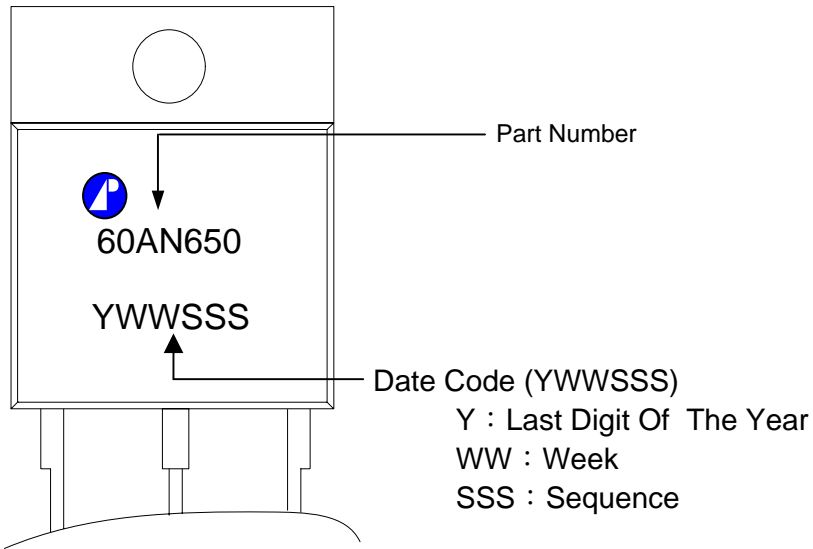 Part Number
60AN650
YWWSSS
Date Code (YWWSSS)
Y：Last Digit Of The Year
WW：Week
SSS：Sequence